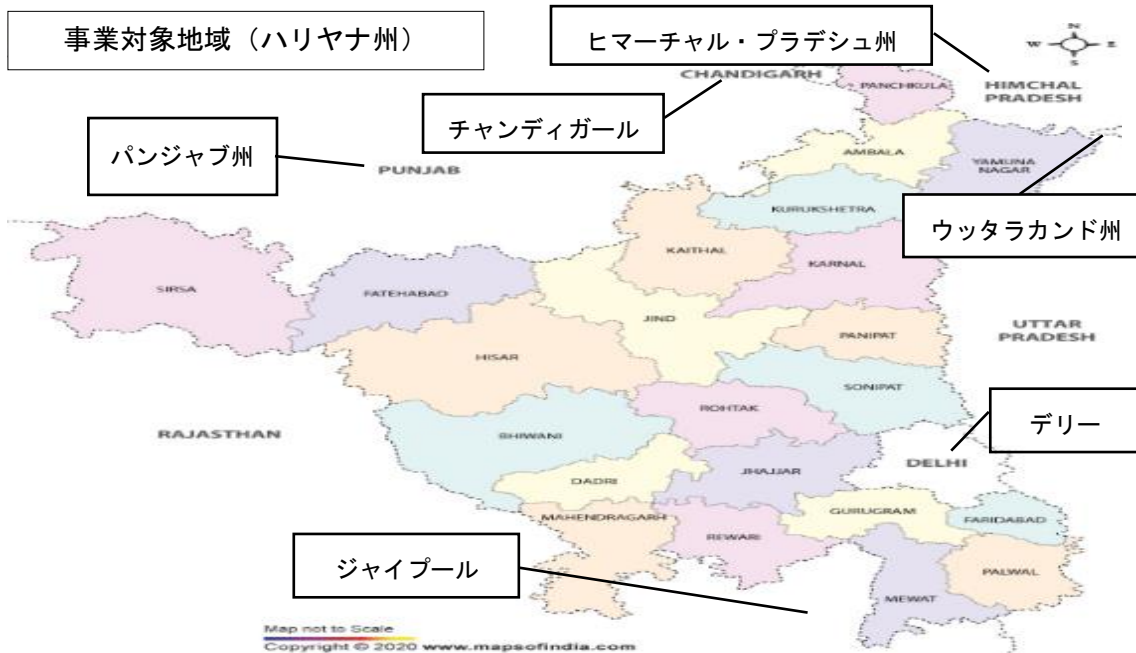 事業対象地域（ハリヤナ州）
ヒマーチャル・プラデシュ州
N
W
E
S
CHANDIGARH
PANCHKULA
HIMCHAL
PRADESH
チャンディガール
パンジャブ州
PUNJAB
AMBALA
YAMUNA
NAGAR
KURUKSHETRA
ウッタラカンド州
KAITHAL
KARNAL
SIRSA
FATEHABAD
JIND
UTTAR
PRADESH
PANIPAT
HISAR
SONIPAT
ROHTAK
デリー
RAJASTHAN
BHIWANI
DELHI
JHAJJAR
DADRI
MAHENDRAGARH
GURUGRAM
FARIDABAD
REWARI
ジャイプール
PALWAL
MEWAT
Map not to Scale
Copyright © 2020 www.mapsofindia.com